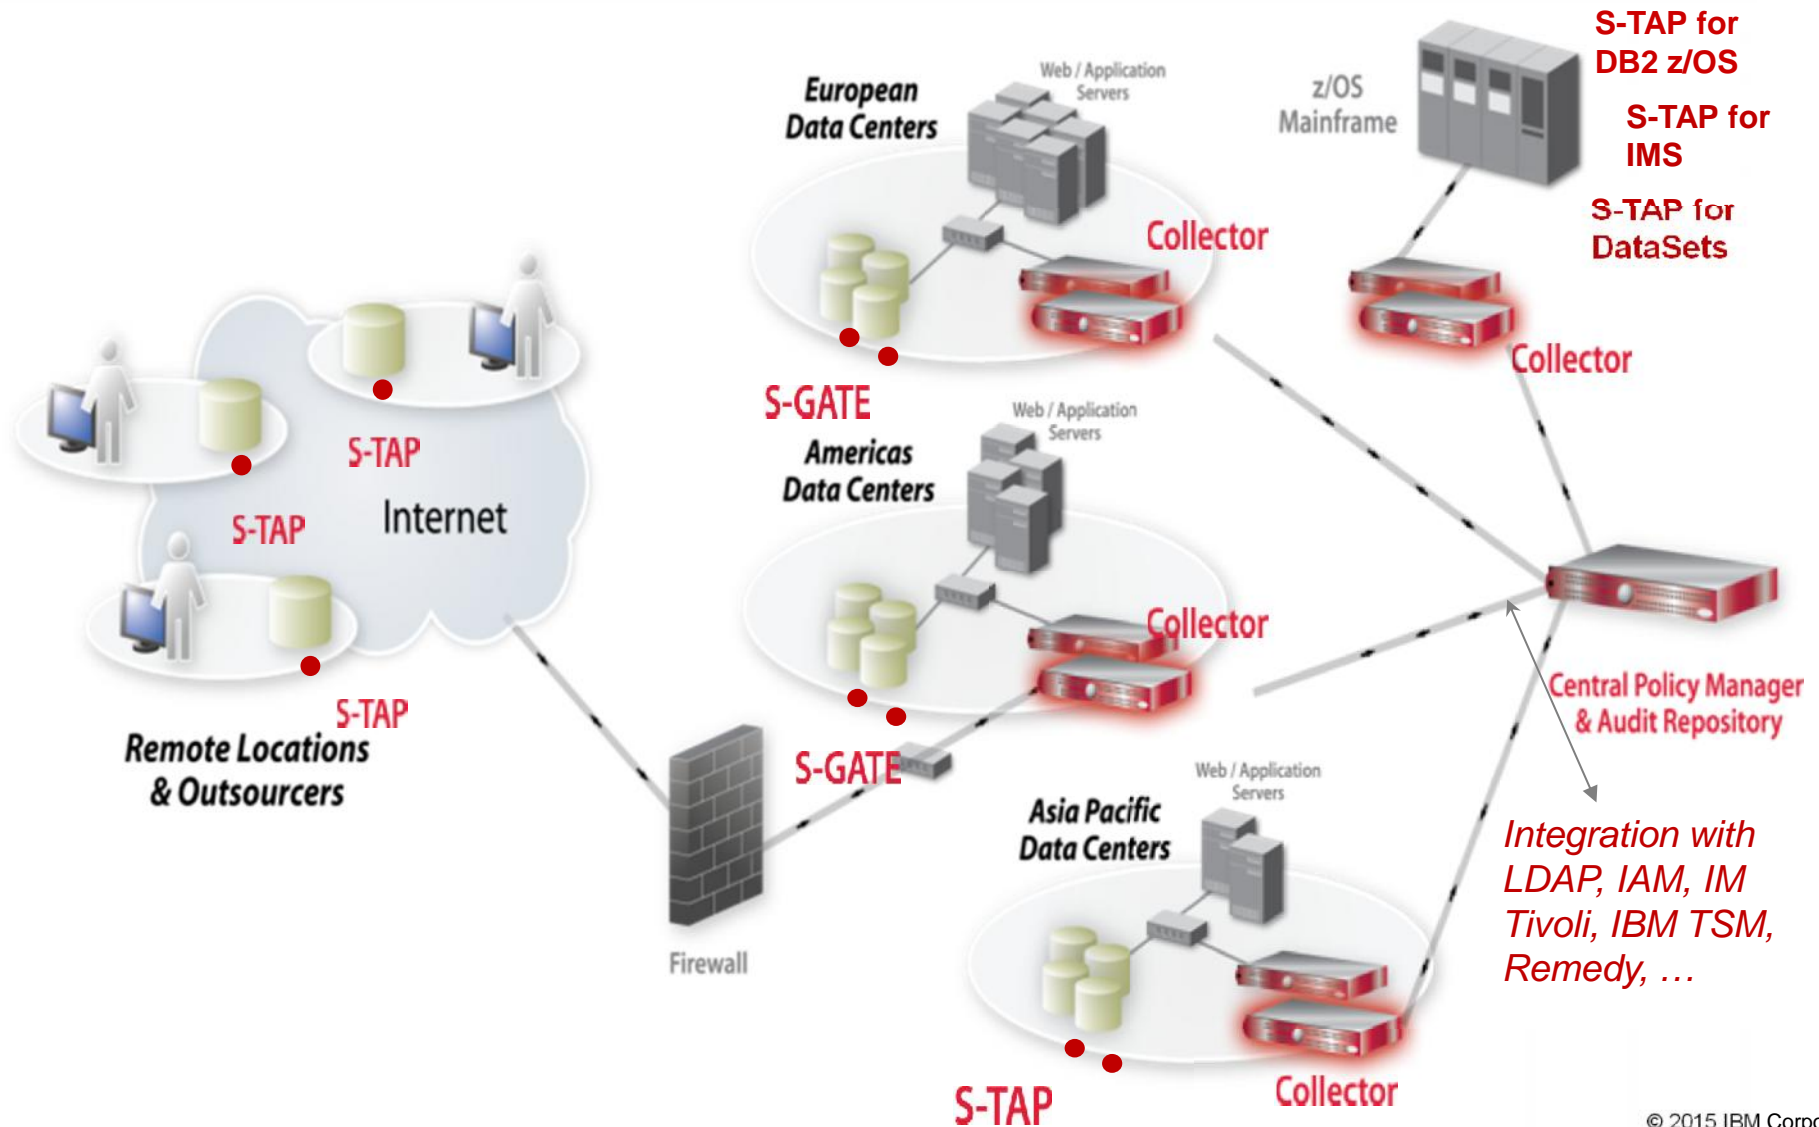 S-TAP for
DB2 z/OS
S-TAP for
IMS
S-TAP for
DataSets
z/OS
Mainframe
Collector
European
Data Centers
Web / Application
Servers
Collector
S-GATE
Americas
Data Centers
Web / Application
Servers
Collector
S-GATE
S-TAP
S-TAP
Internet
S-TAP
Remote Locations
& Outsourcers
Firewall
Asia Pacific
Data Centers
Web / Application
Servers
S-TAP
Collector
Central Policy Manager
& Audit Repository
Integration with
LDAP, IAM, IM
Tivoli, IBM TSM,
Remedy, …
© 2015 IBM Corpo